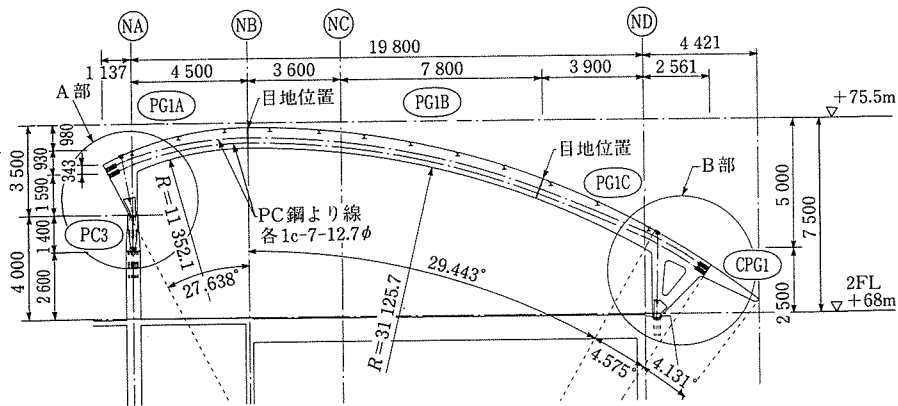 NA
NB
NC
ND
19 800
4 421
1 137
4 500
3 600
7 800
3 900
2 561
A部
PG1A
目地位置
PG1B
+75.5m
3 500
980
930
343
1 590
目地位置
PG1C
B部
5 000
7 500
PC3
R=11 352.1
PC鋼より線
各1c-7-12.7φ
CPG1
4 000
1 400
2 600
27.638°
29.443°
R=31 125.7
2 500
2FL
+68m
4.575°
4.131°